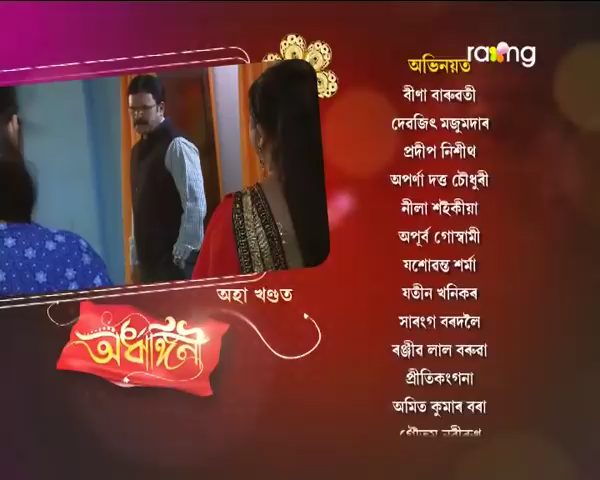 rang
অভিনয়ত
বীণা বাৰুৱতী
দেৱজিৎ মজুমদাৰ
প্ৰদীপ নিশীথ
অপৰ্ণা দত্ত চৌধুৰী
নীলা শইকীয়া
অপূৰ্ব গোস্বামী
যশোৱন্ত শৰ্মা
যতীন খনিকৰ
সাৰংগ বৰদলৈ
ৰঞ্জীৱ লাল বৰুৱা
প্ৰীতিকংগনা
অমিত কুমাৰ বৰা
অহা খণ্ডত
অৰ্ধাঙ্গিনী